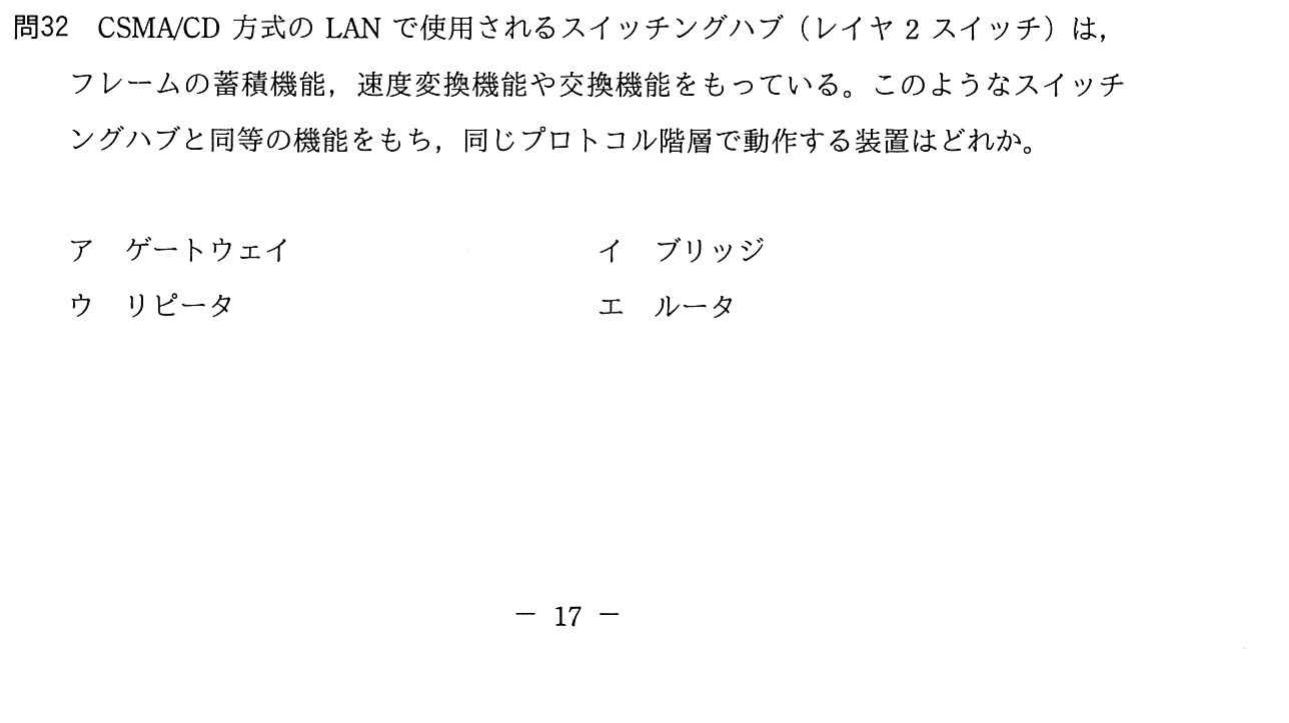 問32 CSMA/CD 方式の LAN で使用されるスイッチングハブ（レイヤ 2 スイッチ）は，
フレームの蓄積機能，速度変換機能や交換機能をもっている。このようなスイッチ
ングハブと同等の機能をもち，同じプロトコル階層で動作する装置はどれか。
ア ゲートウェイ イ ブリッジ
ウ リピータ エ ルータ
－ 17 －